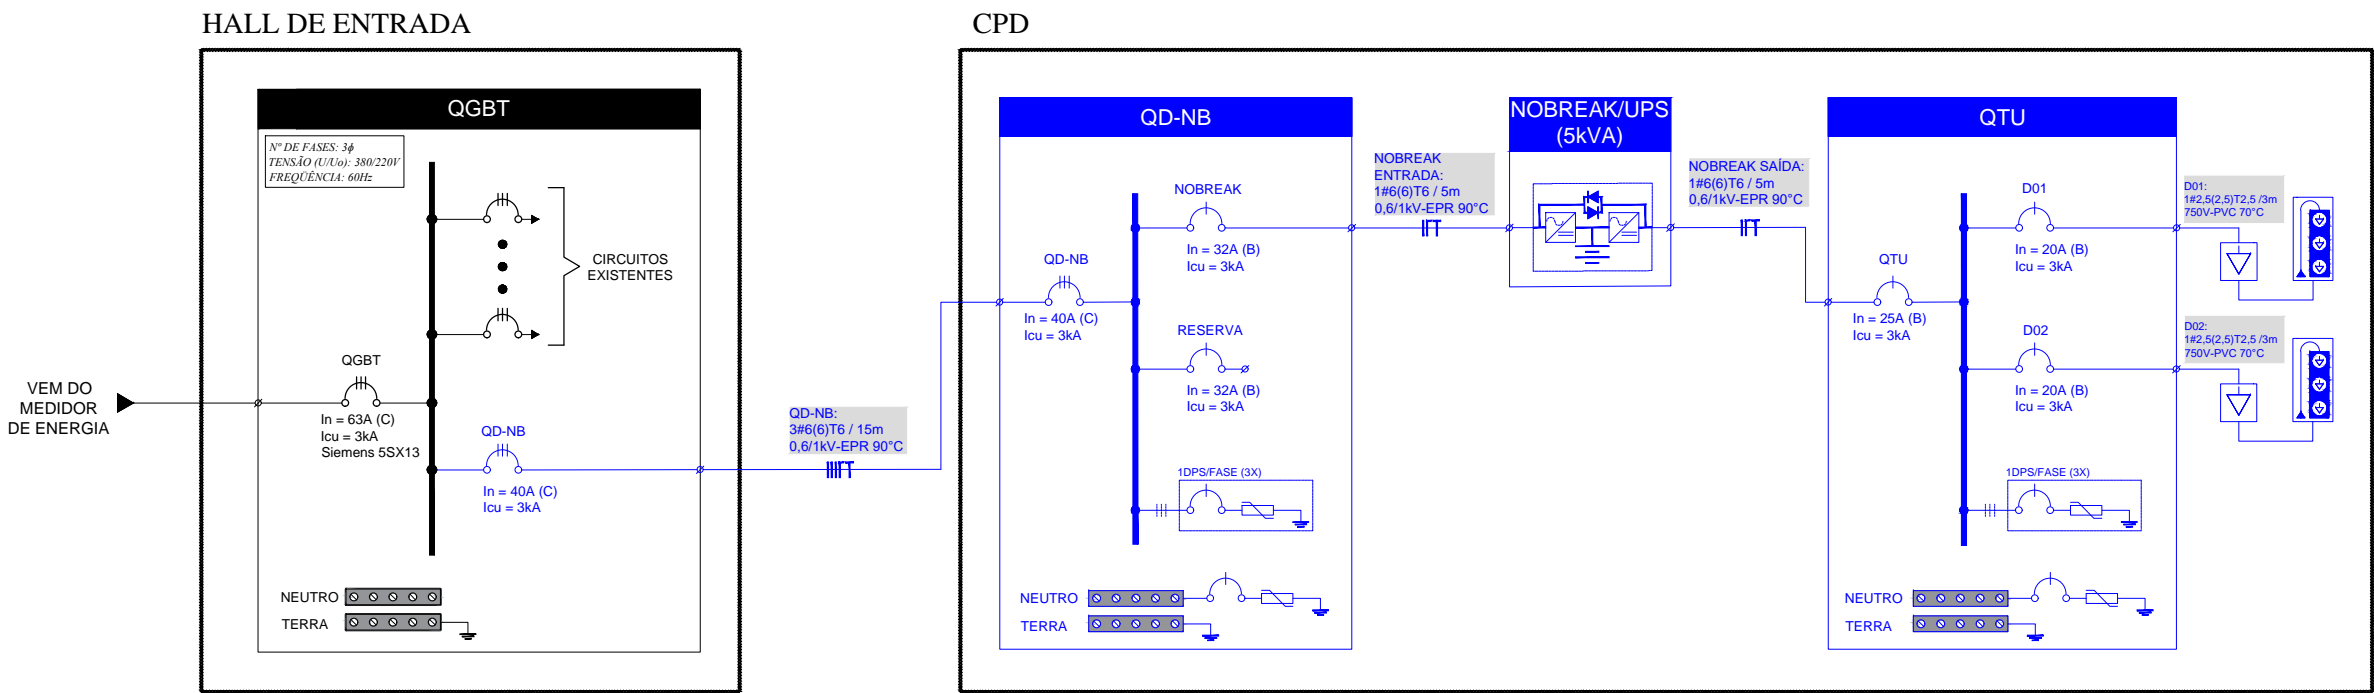 HALL DE ENTRADA
QGBT
Nº DE FASES: 3ϕ
TENSÃO (U/Uo): 380/220V
FREQÜÊNCIA: 60Hz
CIRCUITOS
EXISTENTES
VEM DO
MEDIDOR
DE ENERGIA
QGBT
In = 63A (C)
Icu = 3kA
Siemens 5SX13
QD-NB
In = 40A (C)
Icu = 3kA
NEUTRO
TERRA
QD-NB:
3#6(6)T6 / 15m
0,6/1kV-EPR 90°C
CPD
QD-NB
QD-NB
In = 40A (C)
Icu = 3kA
NOBREAK
In = 32A (B)
Icu = 3kA
RESERVA
In = 32A (B)
Icu = 3kA
1DPS/FASE (3X)
NEUTRO
TERRA
NOBREAK
ENTRADA:
1#6(6)T6 / 5m
0,6/1kV-EPR 90°C
NOBREAK/UPS
(5kVA)
NOBREAK SAÍDA:
1#6(6)T6 / 5m
0,6/1kV-EPR 90°C
QTU
QTU
In = 25A (B)
Icu = 3kA
D01
In = 20A (B)
Icu = 3kA
D02
In = 20A (B)
Icu = 3kA
1DPS/FASE (3X)
NEUTRO
TERRA
D01:
1#2,5(2,5)T2,5 /3m
750V-PVC 70°C
D02:
1#2,5(2,5)T2,5 /3m
750V-PVC 70°C